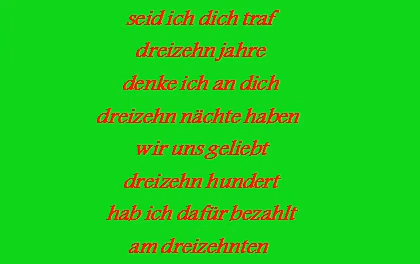 seid ich dich traf
dreizehn jahre
denke ich an dich
dreizehn nächte haben
wir uns geliebt
dreizehn hundert
hab ich dafür bezahlt
am dreizehnten